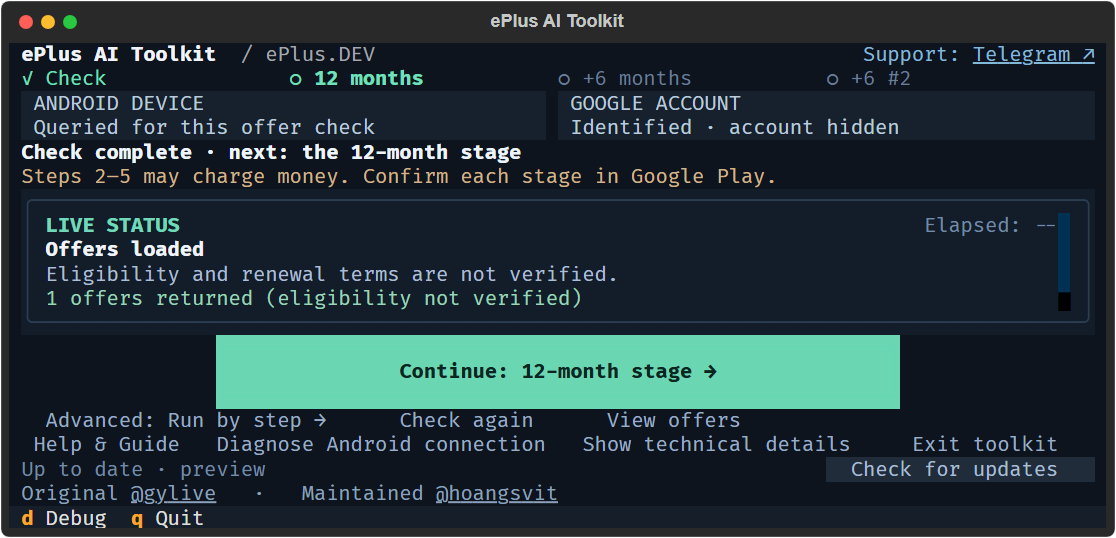 ePlus AI Toolkit
ePlus AI Toolkit / ePlus.DEV Support: Telegram ↗
√ Check ○ 12 months ○ +6 months ○ +6 #2
ANDROID DEVICE GOOGLE ACCOUNT
Queried for this offer check Identified · account hidden
Check complete · next: the 12-month stage
Steps 2–5 may charge money. Confirm each stage in Google Play.
LIVE STATUS Elapsed: --
Offers loaded
Eligibility and renewal terms are not verified.
1 offers returned (eligibility not verified)
Continue: 12-month stage →
Advanced: Run by step → Check again View offers
Help & Guide Diagnose Android connection Show technical details Exit toolkit
Up to date · preview Check for updates
Original @gylive · Maintained @hoangsvit
d Debug q Quit